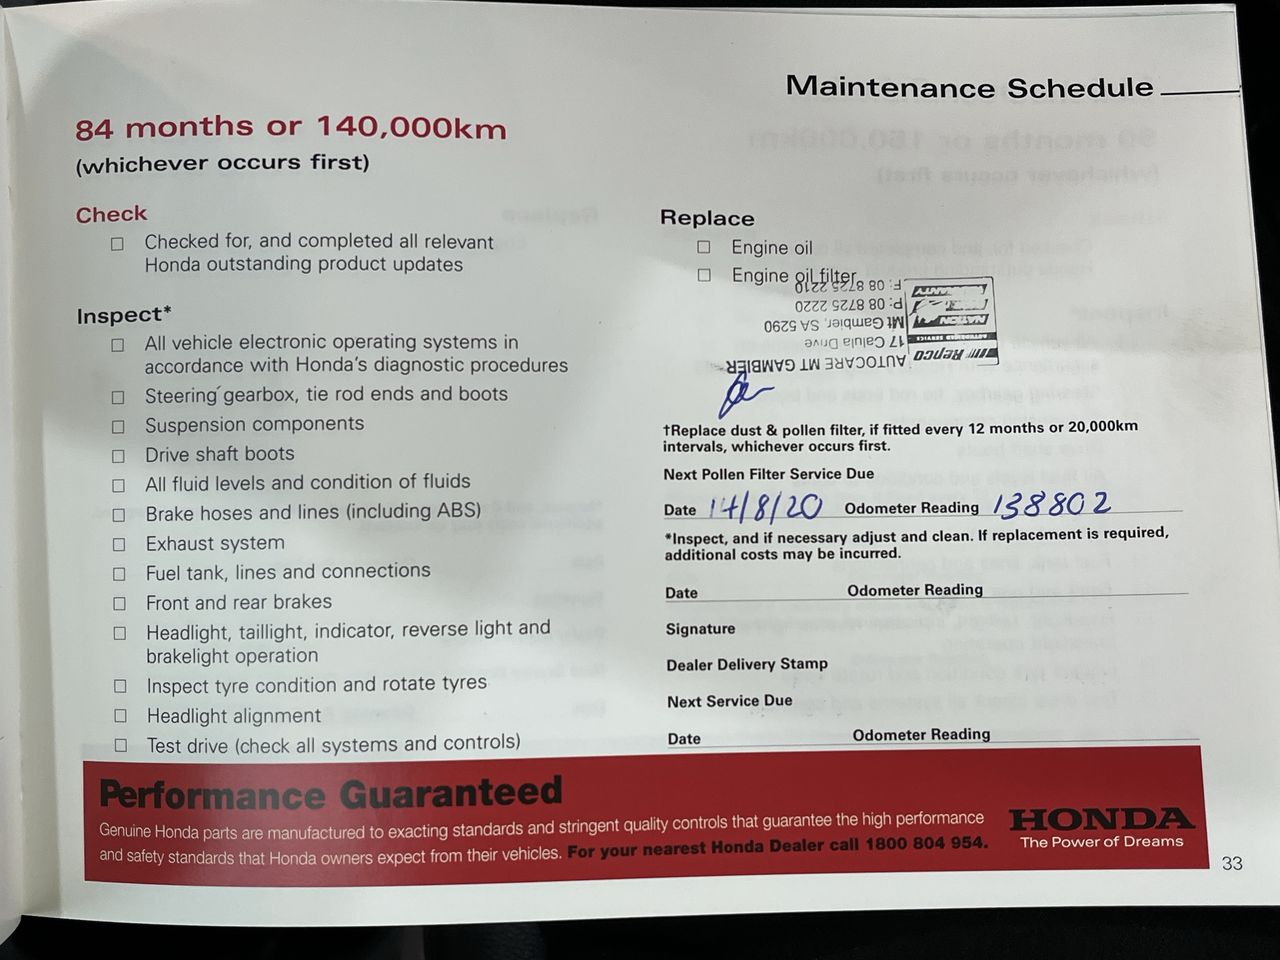 Maintenance Schedule
84 months or 140,000km
(whichever occurs first)
Check
Checked for, and completed all relevant
Honda outstanding product updates
Inspect*
All vehicle electronic operating systems in
accordance with Honda's diagnostic procedures
Steering gearbox, tie rod ends and boots
Suspension components
Drive shaft boots
All fluid levels and condition of fluids
Brake hoses and lines (including ABS)
Exhaust system
Fuel tank, lines and connections
Front and rear brakes
Headlight, taillight, indicator, reverse light and
brakelight operation
Inspect tyre condition and rotate tyres
Headlight alignment
Test drive (check all systems and controls)
Replace
Engine oil
Engine oil filter
Repco AUTOCARE MT GAMBIER
AUTHORISED SERVICE 17 Calula Drive
NATION Mt Gambier, SA 5290
P: 08 8725 2220
WARRANTY F: 08 8725 2210
†Replace dust & pollen filter, if fitted every 12 months or 20,000km
intervals, whichever occurs first.
Next Pollen Filter Service Due
Date 14/8/20 Odometer Reading 138802
*Inspect, and if necessary adjust and clean. If replacement is required,
additional costs may be incurred.
Date Odometer Reading
Signature
Dealer Delivery Stamp
Next Service Due
Date Odometer Reading
Performance Guaranteed
Genuine Honda parts are manufactured to exacting standards and stringent quality controls that guarantee the high performance
and safety standards that Honda owners expect from their vehicles. For your nearest Honda Dealer call 1800 804 954.
HONDA
The Power of Dreams
33